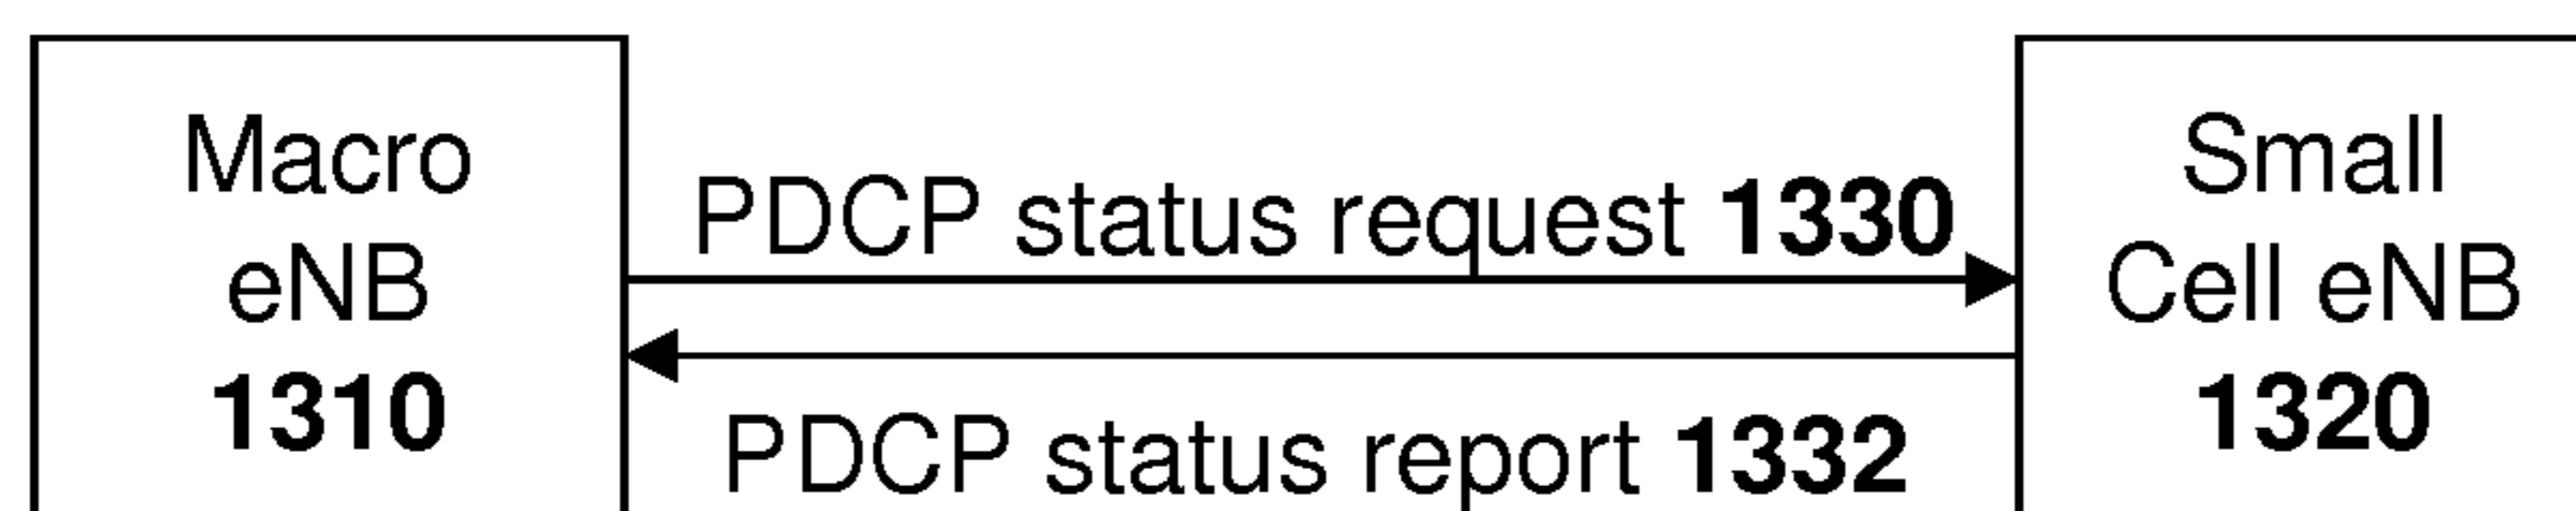 Macro
eNB
1310
PDCP status request 1330
PDCP status report 1332
Small
Cell eNB
1320